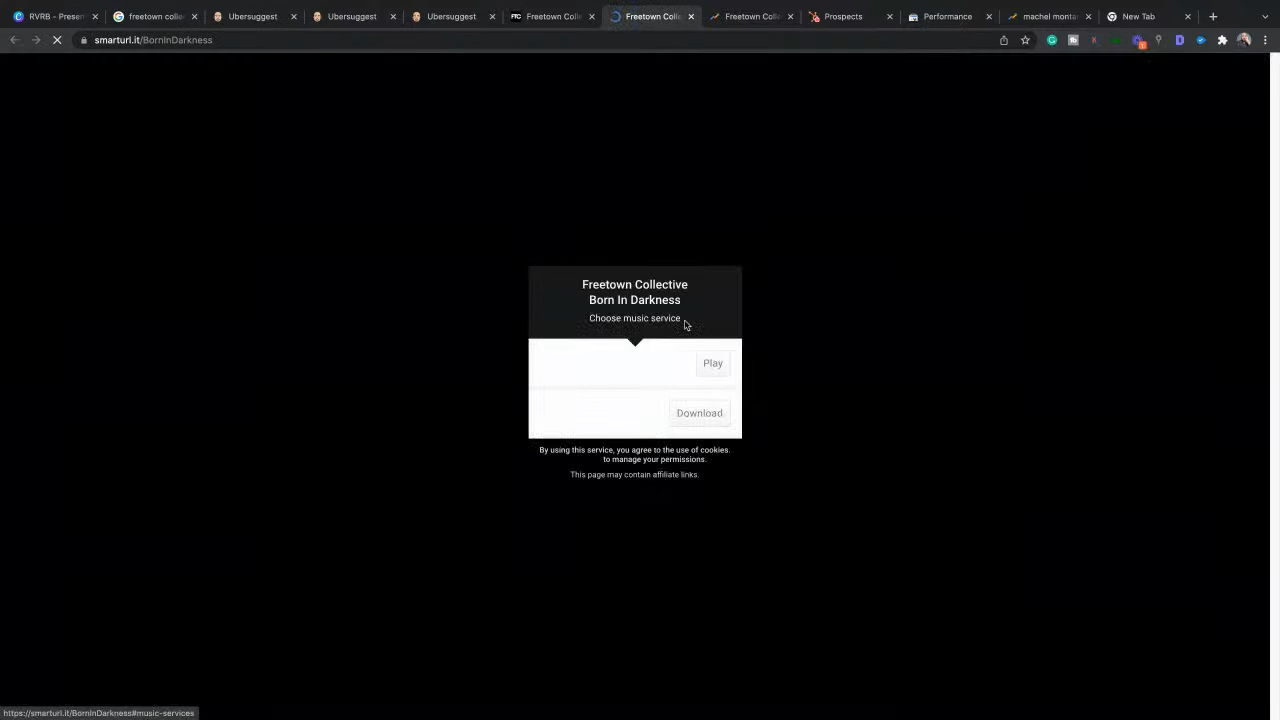 RVRB - Presen
freetown colle
Ubersuggest
Ubersuggest
Ubersuggest
FTC Freetown Colle
Freetown Colle
Freetown Colle
Prospects
Performance
machel monta
New Tab
smarturl.it/BornInDarkness
Freetown Collective
Born In Darkness
Choose music service
Play
Download
By using this service, you agree to the use of cookies.
to manage your permissions.
This page may contain affiliate links.
https://smarturl.it/BornInDarkness#music-services